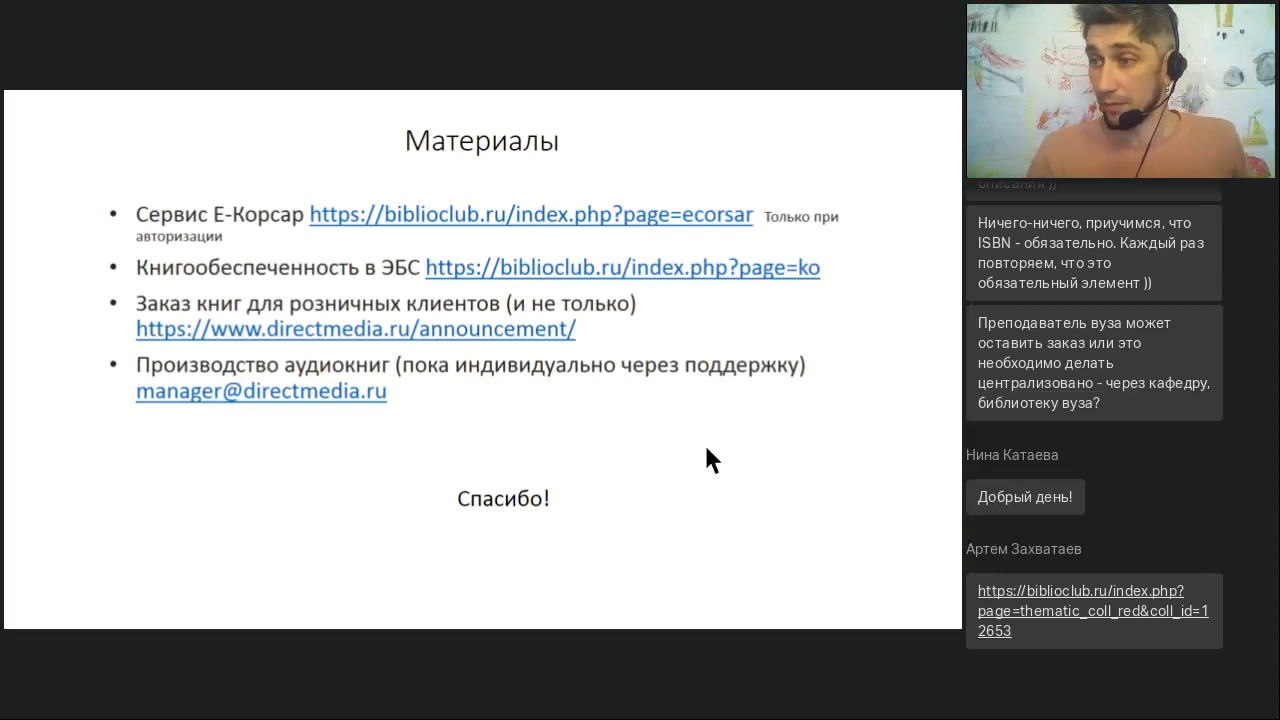 Материалы
• Сервис Е-Корсар https://biblioclub.ru/index.php?page=ecorsar Только при
авторизации
• Книгообеспеченность в ЭБС https://biblioclub.ru/index.php?page=ko
• Заказ книг для розничных клиентов (и не только)
https://www.directmedia.ru/announcement/
• Производство аудиокниг (пока индивидуально через поддержку)
manager@directmedia.ru
Спасибо!
описания ))
Ничего-ничего, приучимся, что
ISBN - обязательно. Каждый раз
повторяем, что это
обязательный элемент ))
Преподаватель вуза может
оставить заказ или это
необходимо делать
централизовано - через кафедру,
библиотеку вуза?
Нина Катаева
Добрый день!
Артем Захватаев
https://biblioclub.ru/index.php?
page=thematic_coll_red&coll_id=1
2653